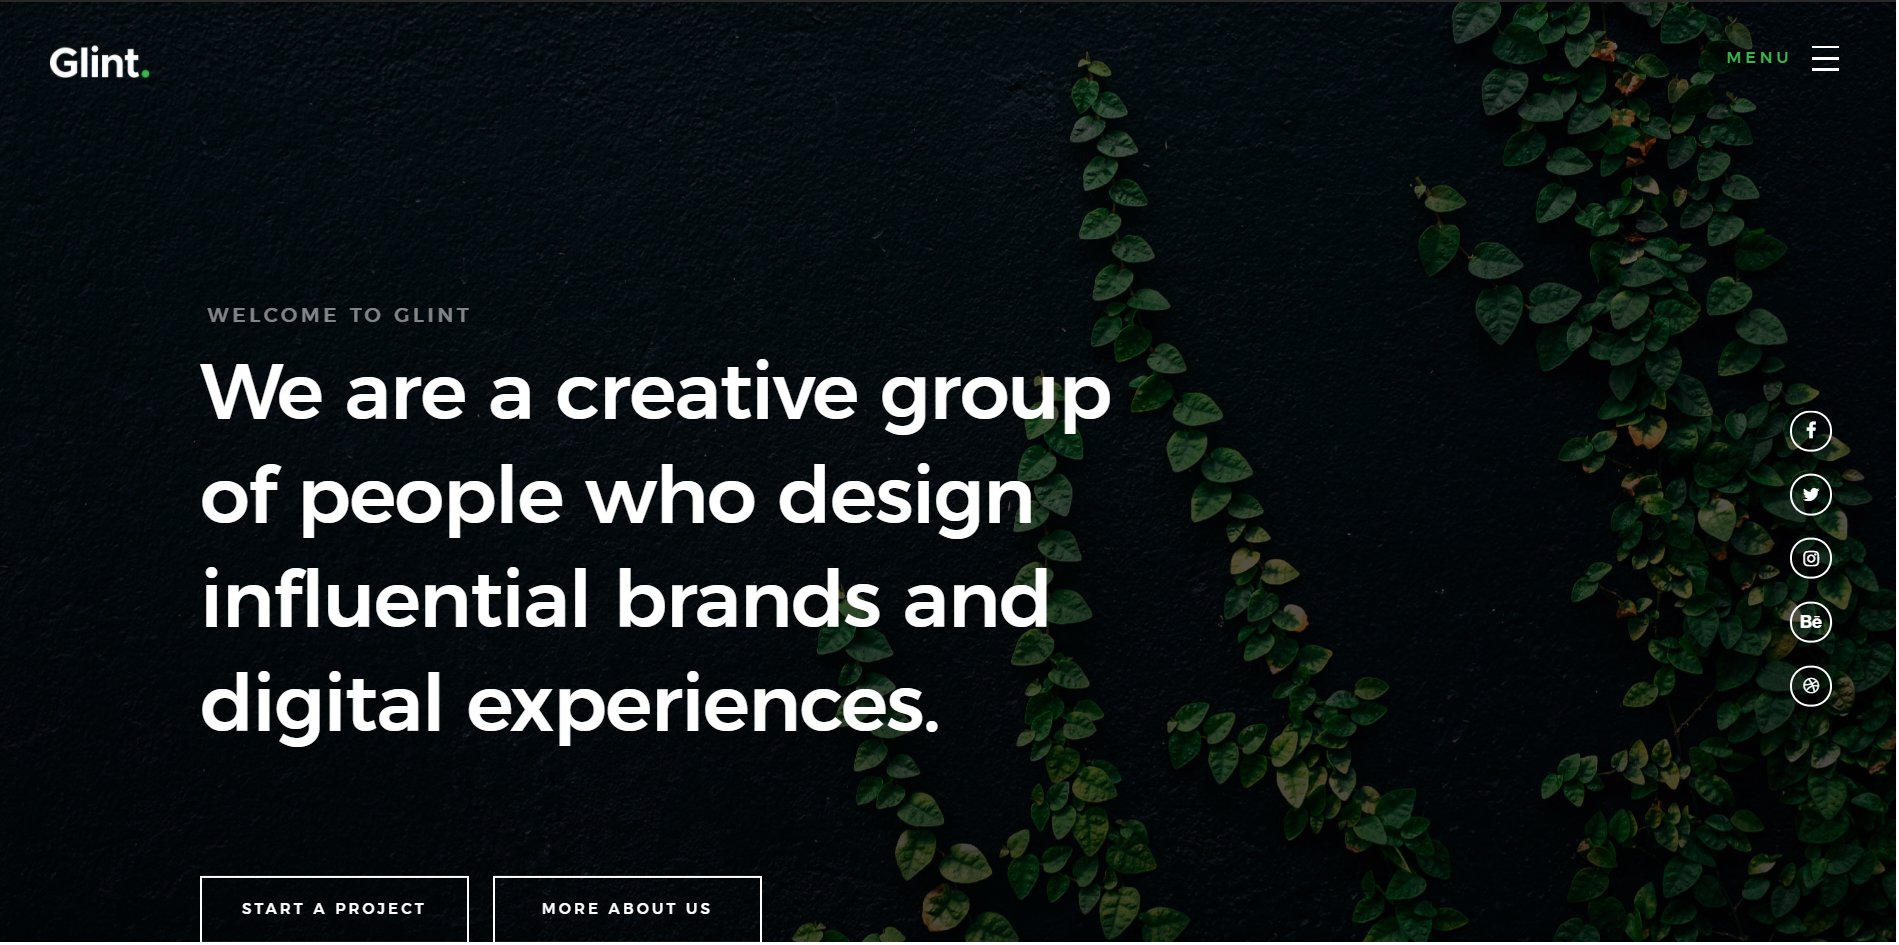 Glint.
MENU
WELCOME TO GLINT
We are a creative group
of people who design
influential brands and
digital experiences.
Bē
START A PROJECT
MORE ABOUT US